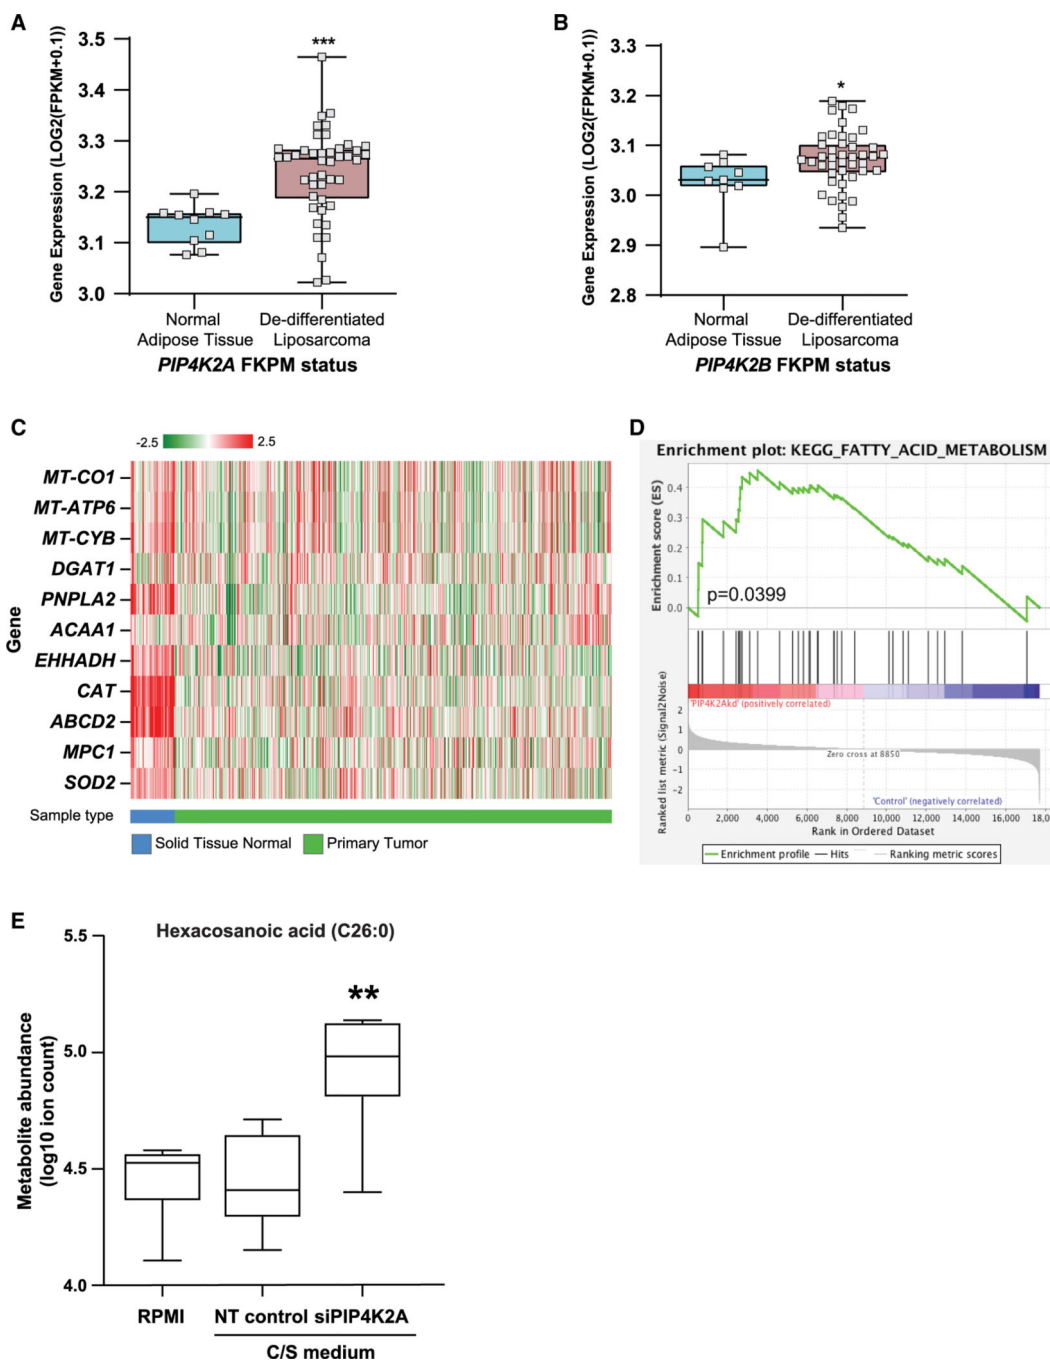 A
Gene Expression (LOG2(FPKM+0.1))
3.5
3.4
3.3
3.2
3.1
3.0
***
Normal
Adipose Tissue
De-differentiated
Liposarcoma
PIP4K2A FKPM status
B
Gene Expression (LOG2(FPKM+0.1))
3.3
3.2
3.1
3.0
2.9
2.8
*
Normal
Adipose Tissue
De-differentiated
Liposarcoma
PIP4K2B FKPM status
C
-2.5
2.5
Gene
MT-CO1
MT-ATP6
MT-CYB
DGAT1
PNPLA2
ACAA1
EHHADH
CAT
ABCD2
MPC1
SOD2
Sample type
Solid Tissue Normal
Primary Tumor
D
Enrichment plot: KEGG_FATTY_ACID_METABOLISM
Enrichment score (ES)
0.4
0.3
0.2
0.1
0.0
p=0.0399
'PIP4K2Akd' (positively correlated)
Ranked list metric (Signal2Noise)
2
1
0
-1
-2
Zero cross at 8850
'Control' (negatively correlated)
0 2,000 4,000 6,000 8,000 10,000 12,000 14,000 16,000 18,0
Rank in Ordered Dataset
Enrichment profile Hits Ranking metric scores
E
Hexacosanoic acid (C26:0)
Metabolite abundance
(log10 ion count)
5.5
5.0
4.5
4.0
**
RPMI NT control siPIP4K2A
C/S medium